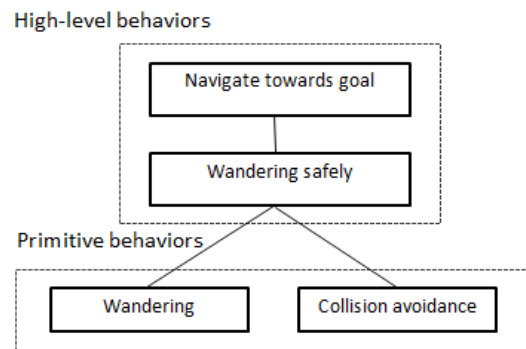 High-level behaviors
Navigate towards goal
Wandering safely
Primitive behaviors
Wandering
Collision avoidance